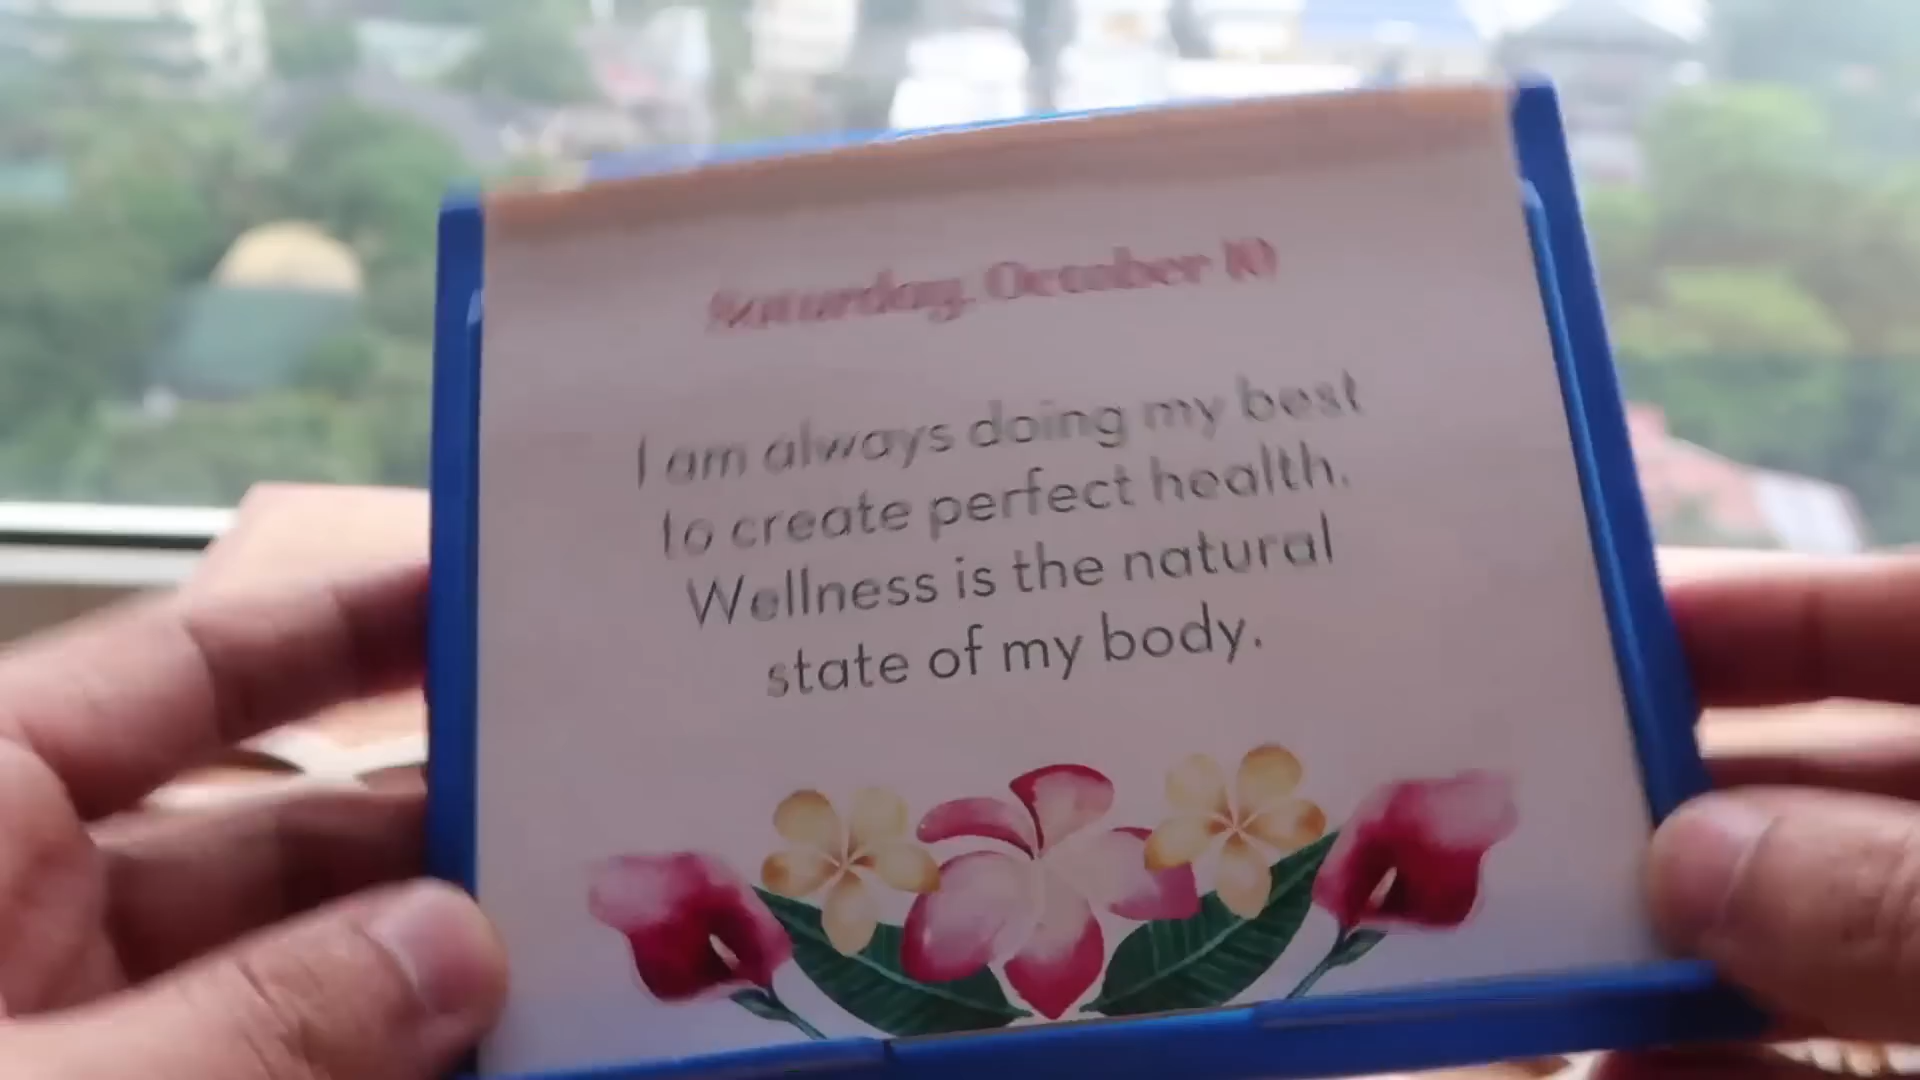 Saturday, October 10
I am always doing my best
to create perfect health.
Wellness is the natural
state of my body.